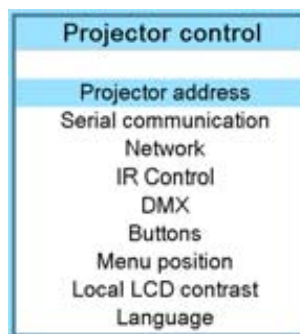 Projector control
Projector address
Serial communication
Network
IR Control
DMX
Buttons
Menu position
Local LCD contrast
Language